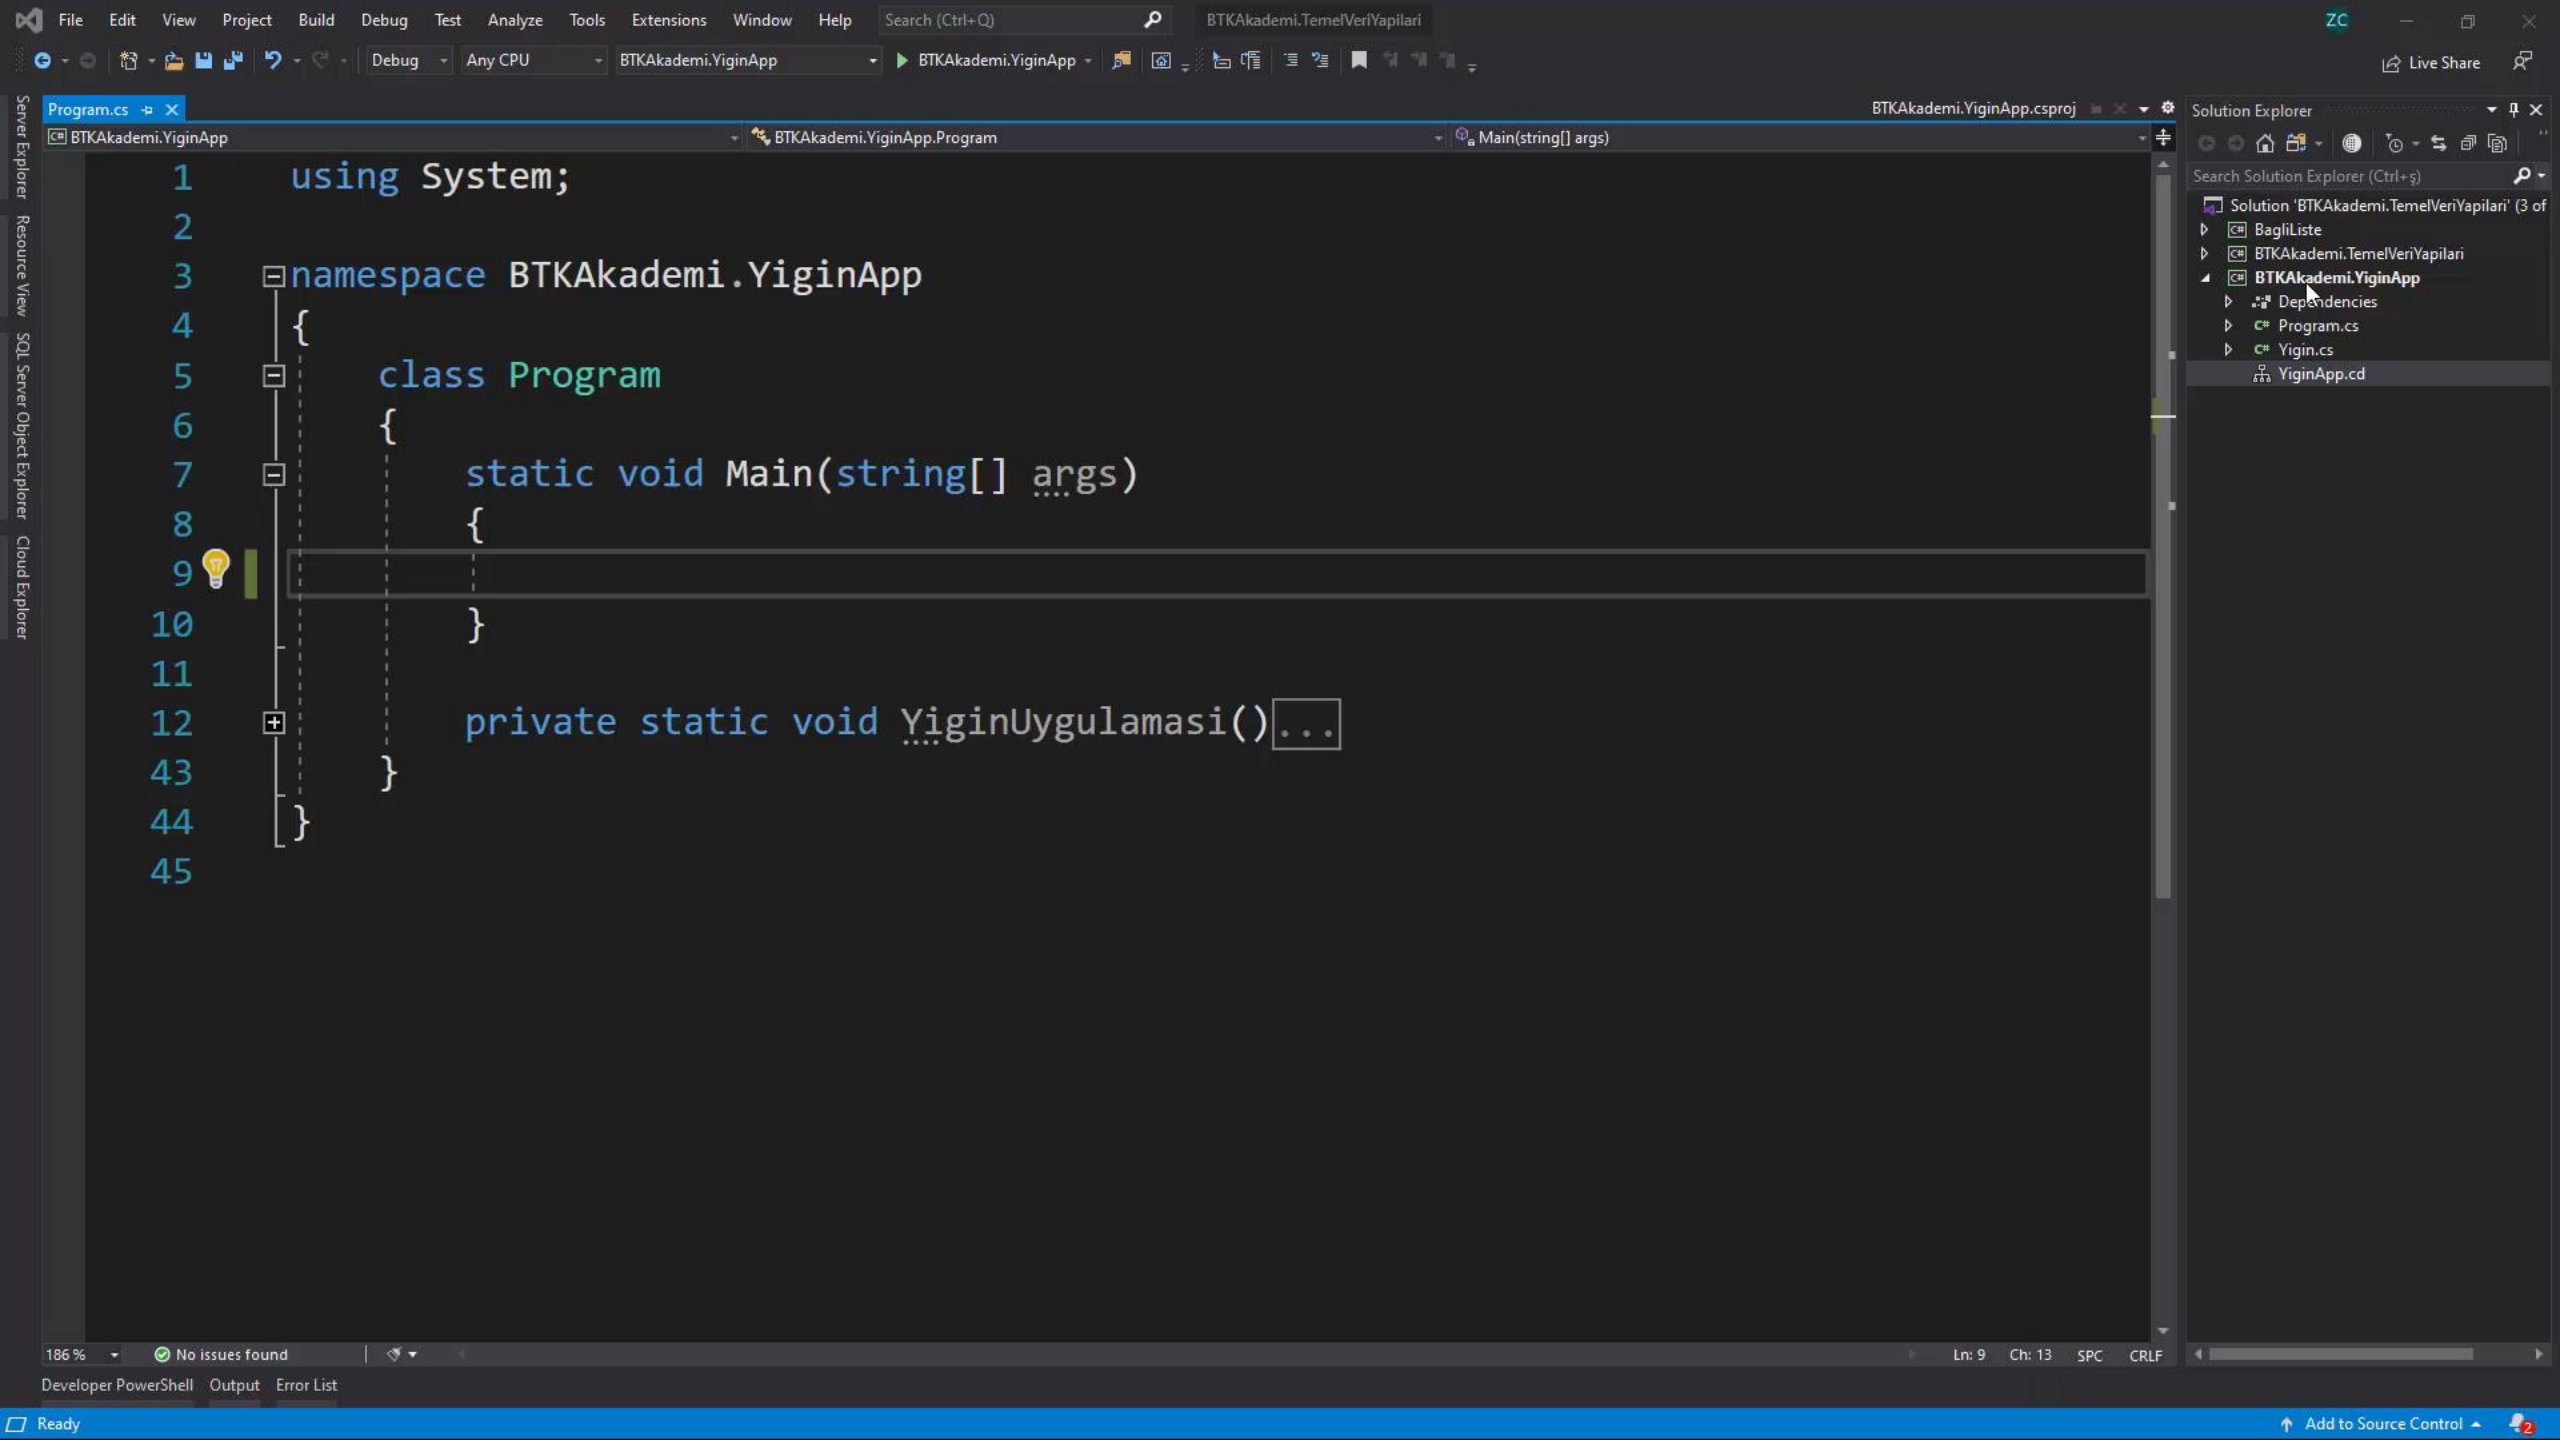 File Edit View Project Build Debug Test Analyze Tools Extensions Window Help Search (Ctrl+Q) BTKAkademi.TemelVeriYapilari ZC
Debug Any CPU BTKAkademi.YiginApp BTKAkademi.YiginApp Live Share
Program.cs BTKAkademi.YiginApp.csproj
BTKAkademi.YiginApp BTKAkademi.YiginApp.Program Main(string[] args)
Server Explorer
Resource View
SQL Server Object Explorer
Cloud Explorer
1 using System;
2
3 namespace BTKAkademi.YiginApp
4 {
5 class Program
6 {
7 static void Main(string[] args)
8 {
9
10 }
11
12 private static void YiginUygulamasi()...
43 }
44 }
45
Solution Explorer
Search Solution Explorer (Ctrl+ş)
Solution 'BTKAkademi.TemelVeriYapilari' (3 of
BagliListe
BTKAkademi.TemelVeriYapilari
BTKAkademi.YiginApp
Dependencies
Program.cs
Yigin.cs
YiginApp.cd
186 % No issues found Ln: 9 Ch: 13 SPC CRLF
Developer PowerShell Output Error List
Ready Add to Source Control 2